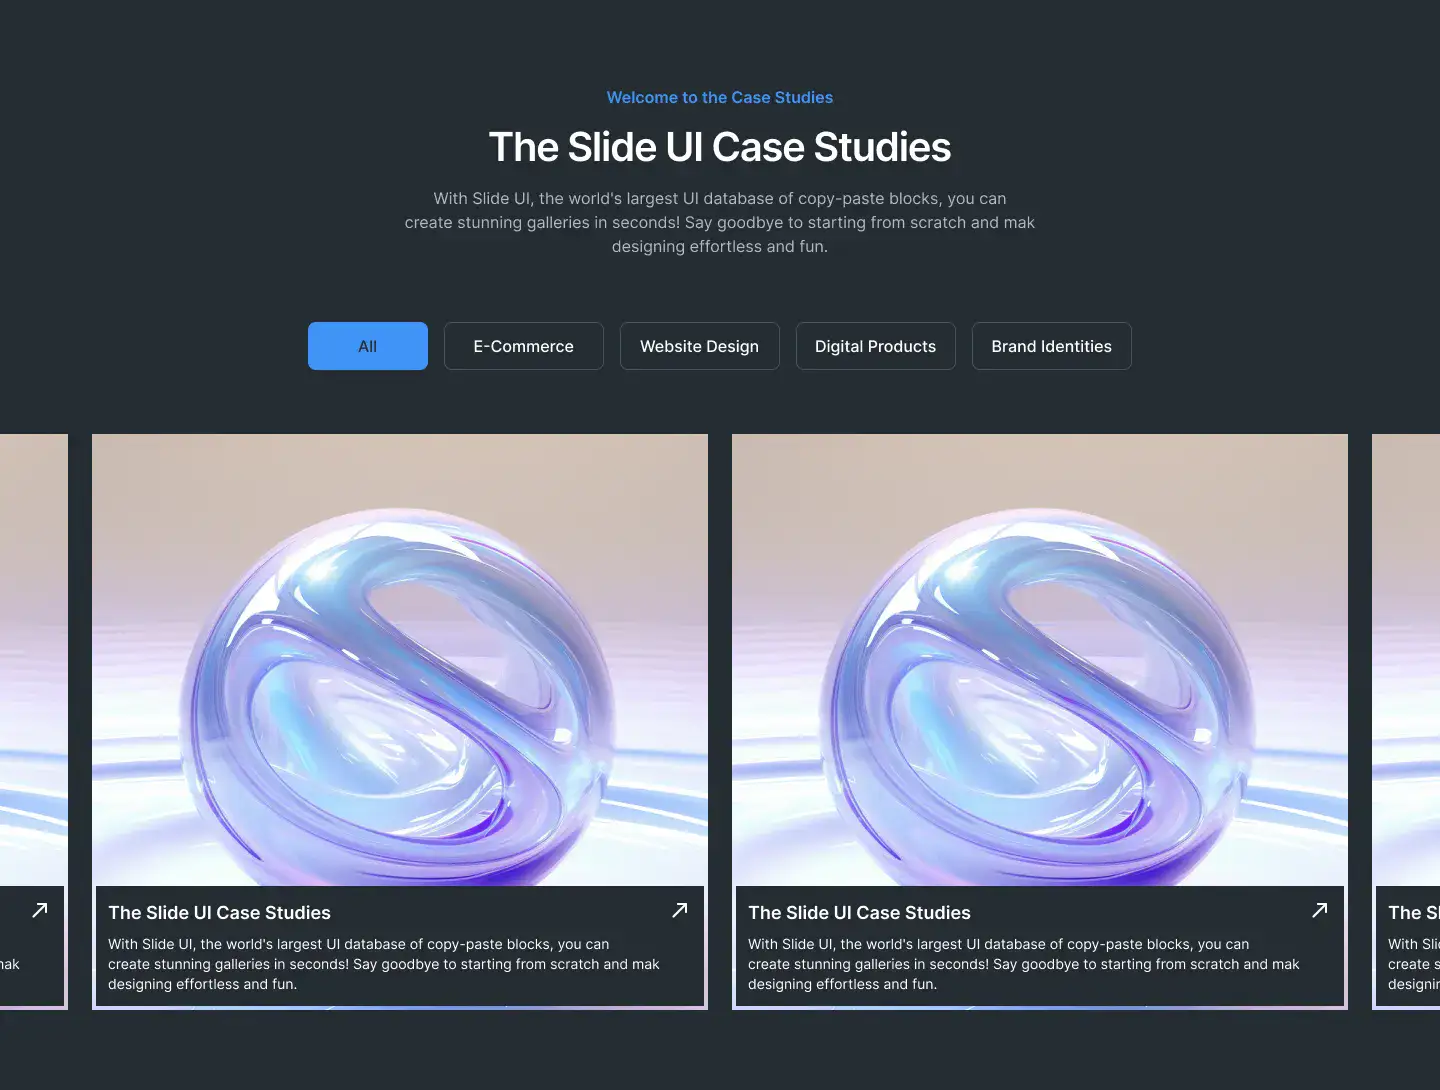 Welcome to the Case Studies
The Slide UI Case Studies
With Slide UI, the world's largest UI database of copy-paste blocks, you can
create stunning galleries in seconds! Say goodbye to starting from scratch and mak
designing effortless and fun.
All
E-Commerce
Website Design
Digital Products
Brand Identities
The Slide UI Case Studies
With Slide UI, the world's largest UI database of copy-paste blocks, you can
create stunning galleries in seconds! Say goodbye to starting from scratch and mak
designing effortless and fun.
The Slide UI Case Studies
With Slide UI, the world's largest UI database of copy-paste blocks, you can
create stunning galleries in seconds! Say goodbye to starting from scratch and mak
designing effortless and fun.
The
With
create